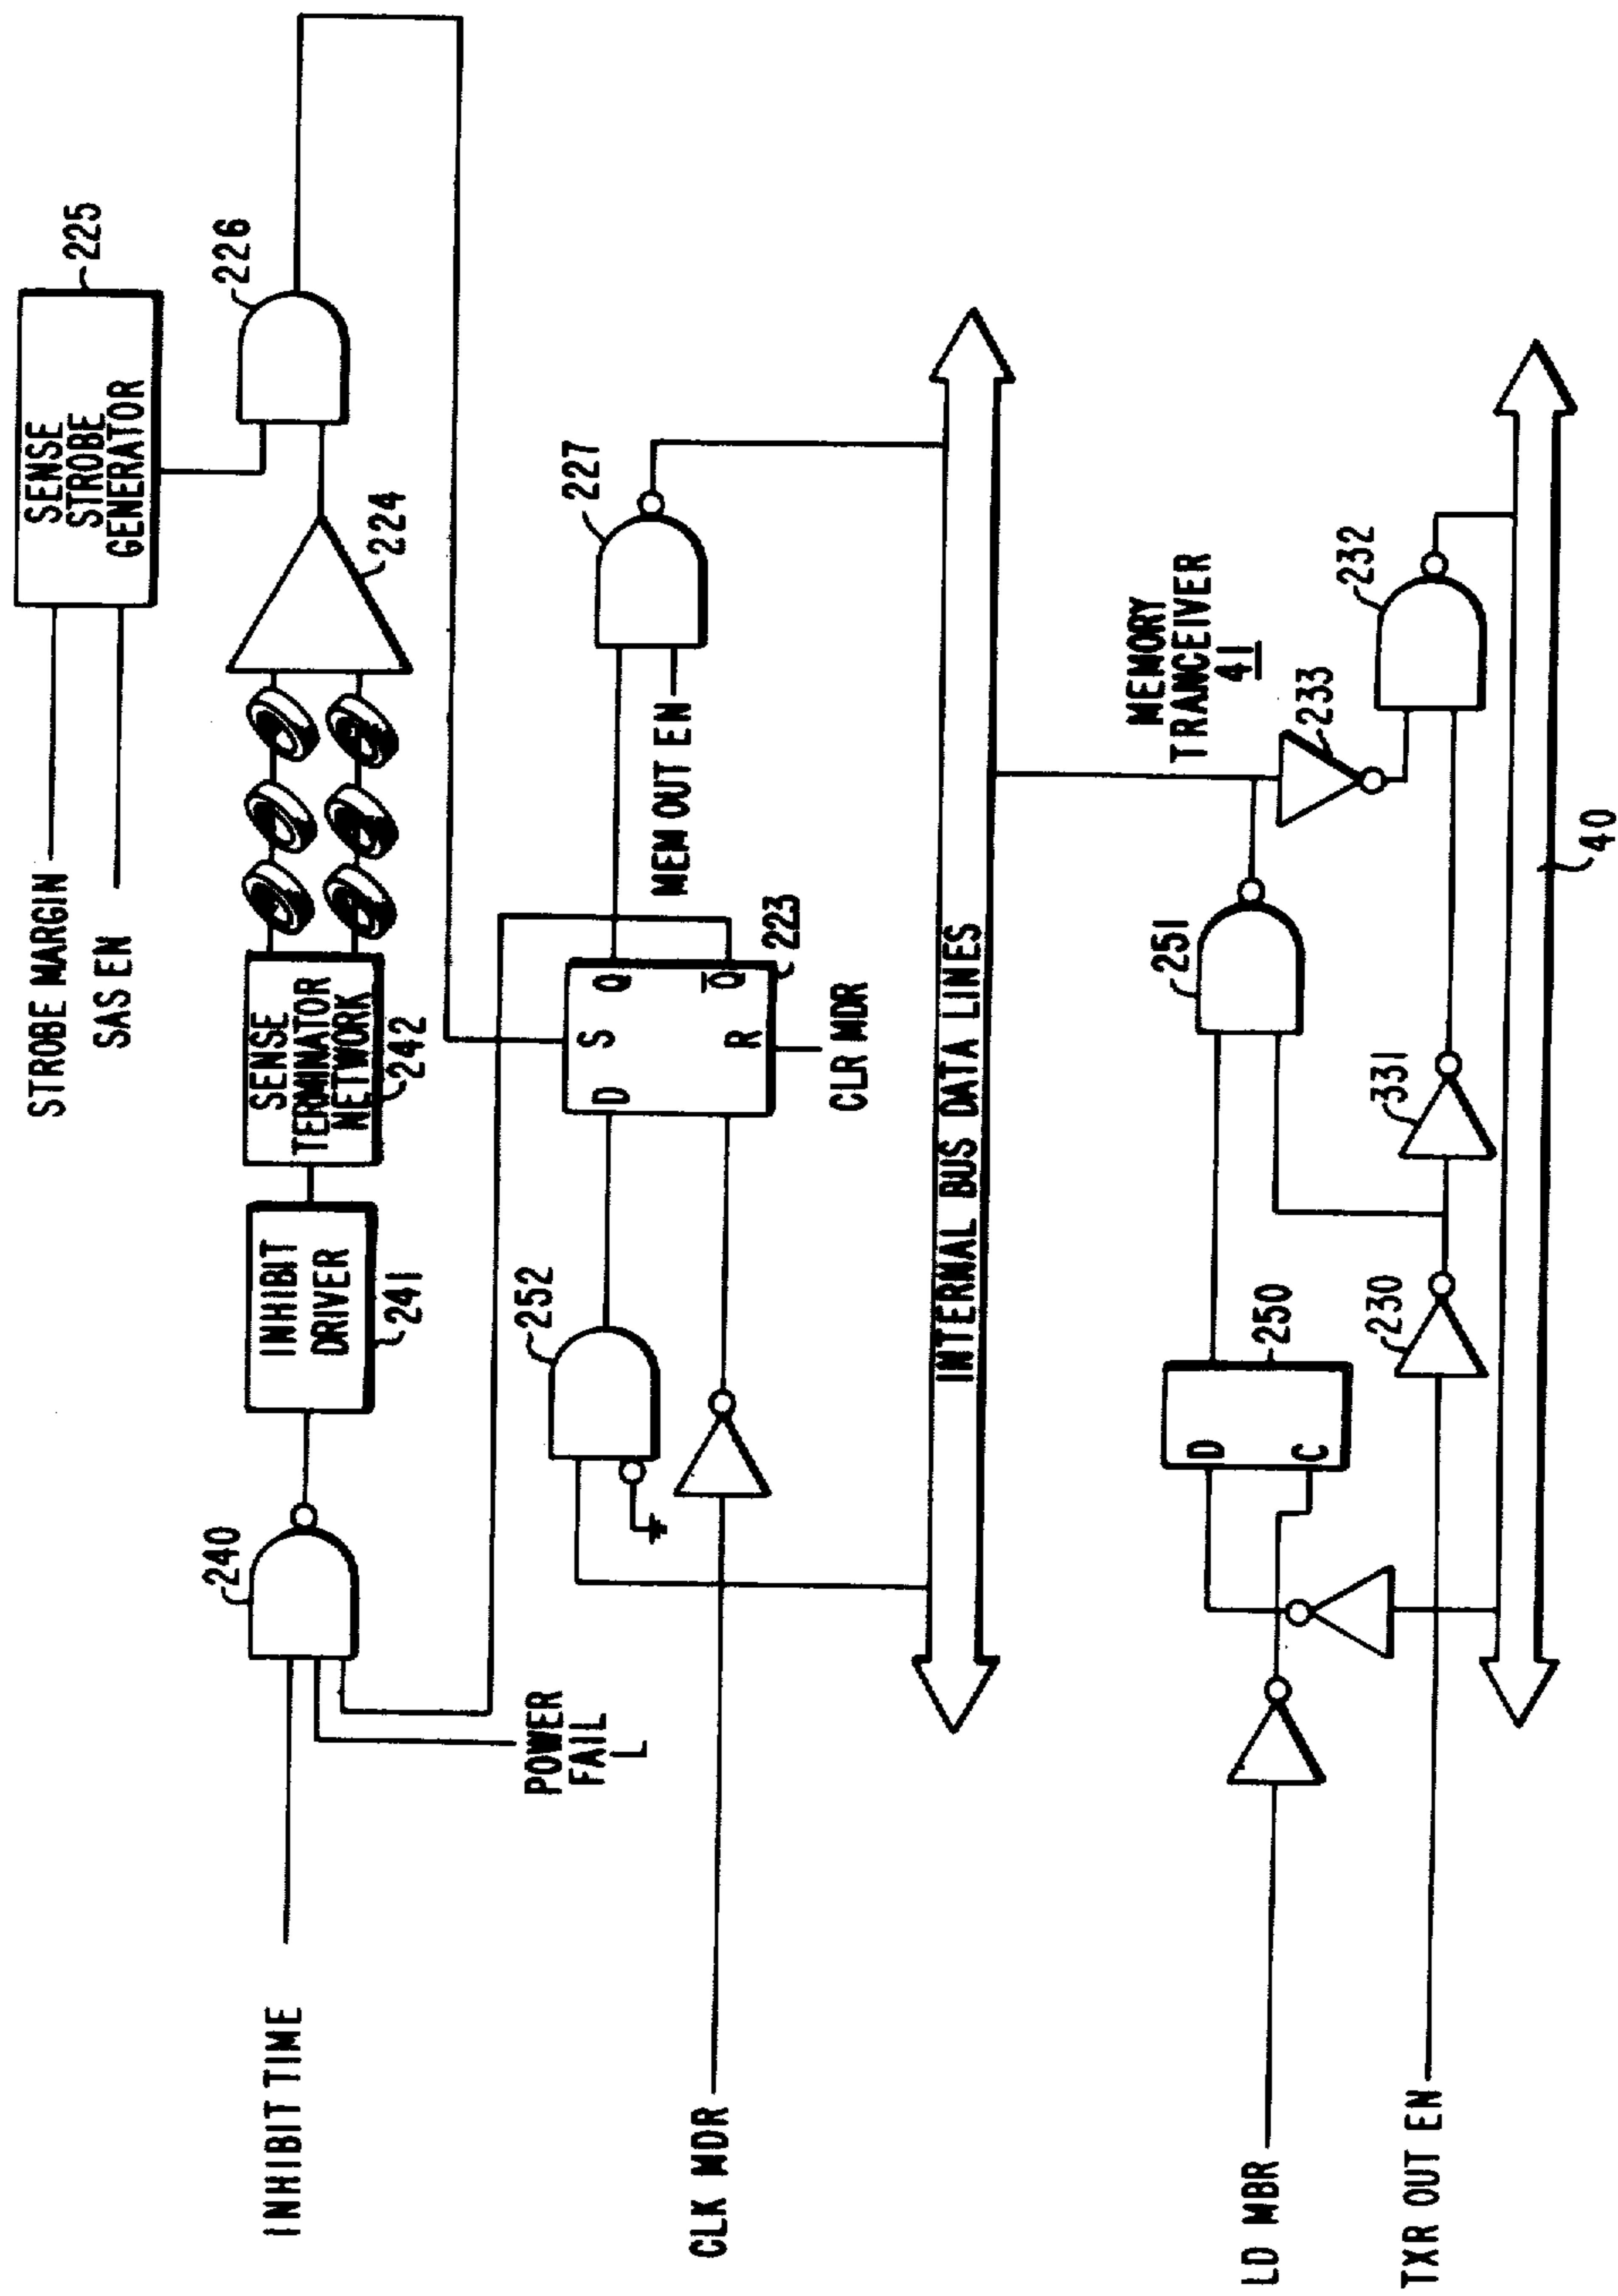 SENSE
STROBE
GENERATOR
225
STROBE MARGIN
SAS EN
226
224
SENSE
TERMINATOR
NETWORK
242
INHIBIT
DRIVER
241
240
INHIBIT TIME
POWER
FAIL
L
227
MEM OUT EN
D S Q
R Q
223
CLR MDR
252
CLK MDR
INTERNAL BUS DATA LINES
MEMORY
TRANCEIVER
41
233
232
251
331
D
C
250
230
LD MBR
TXR OUT EN
40